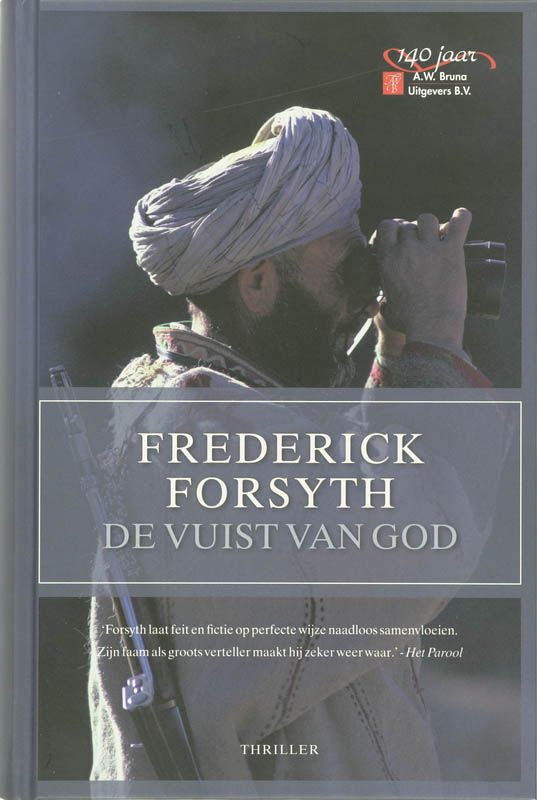 140 jaar
A.W. Bruna
Uitgevers B.V.
FREDERICK
FORSYTH
DE VUIST VAN GOD
‘Forsyth laat feit en fictie op perfecte wijze naadloos samenvloeien.
Zijn faam als groots verteller maakt hij zeker weer waar.’ - Het Parool
THRILLER